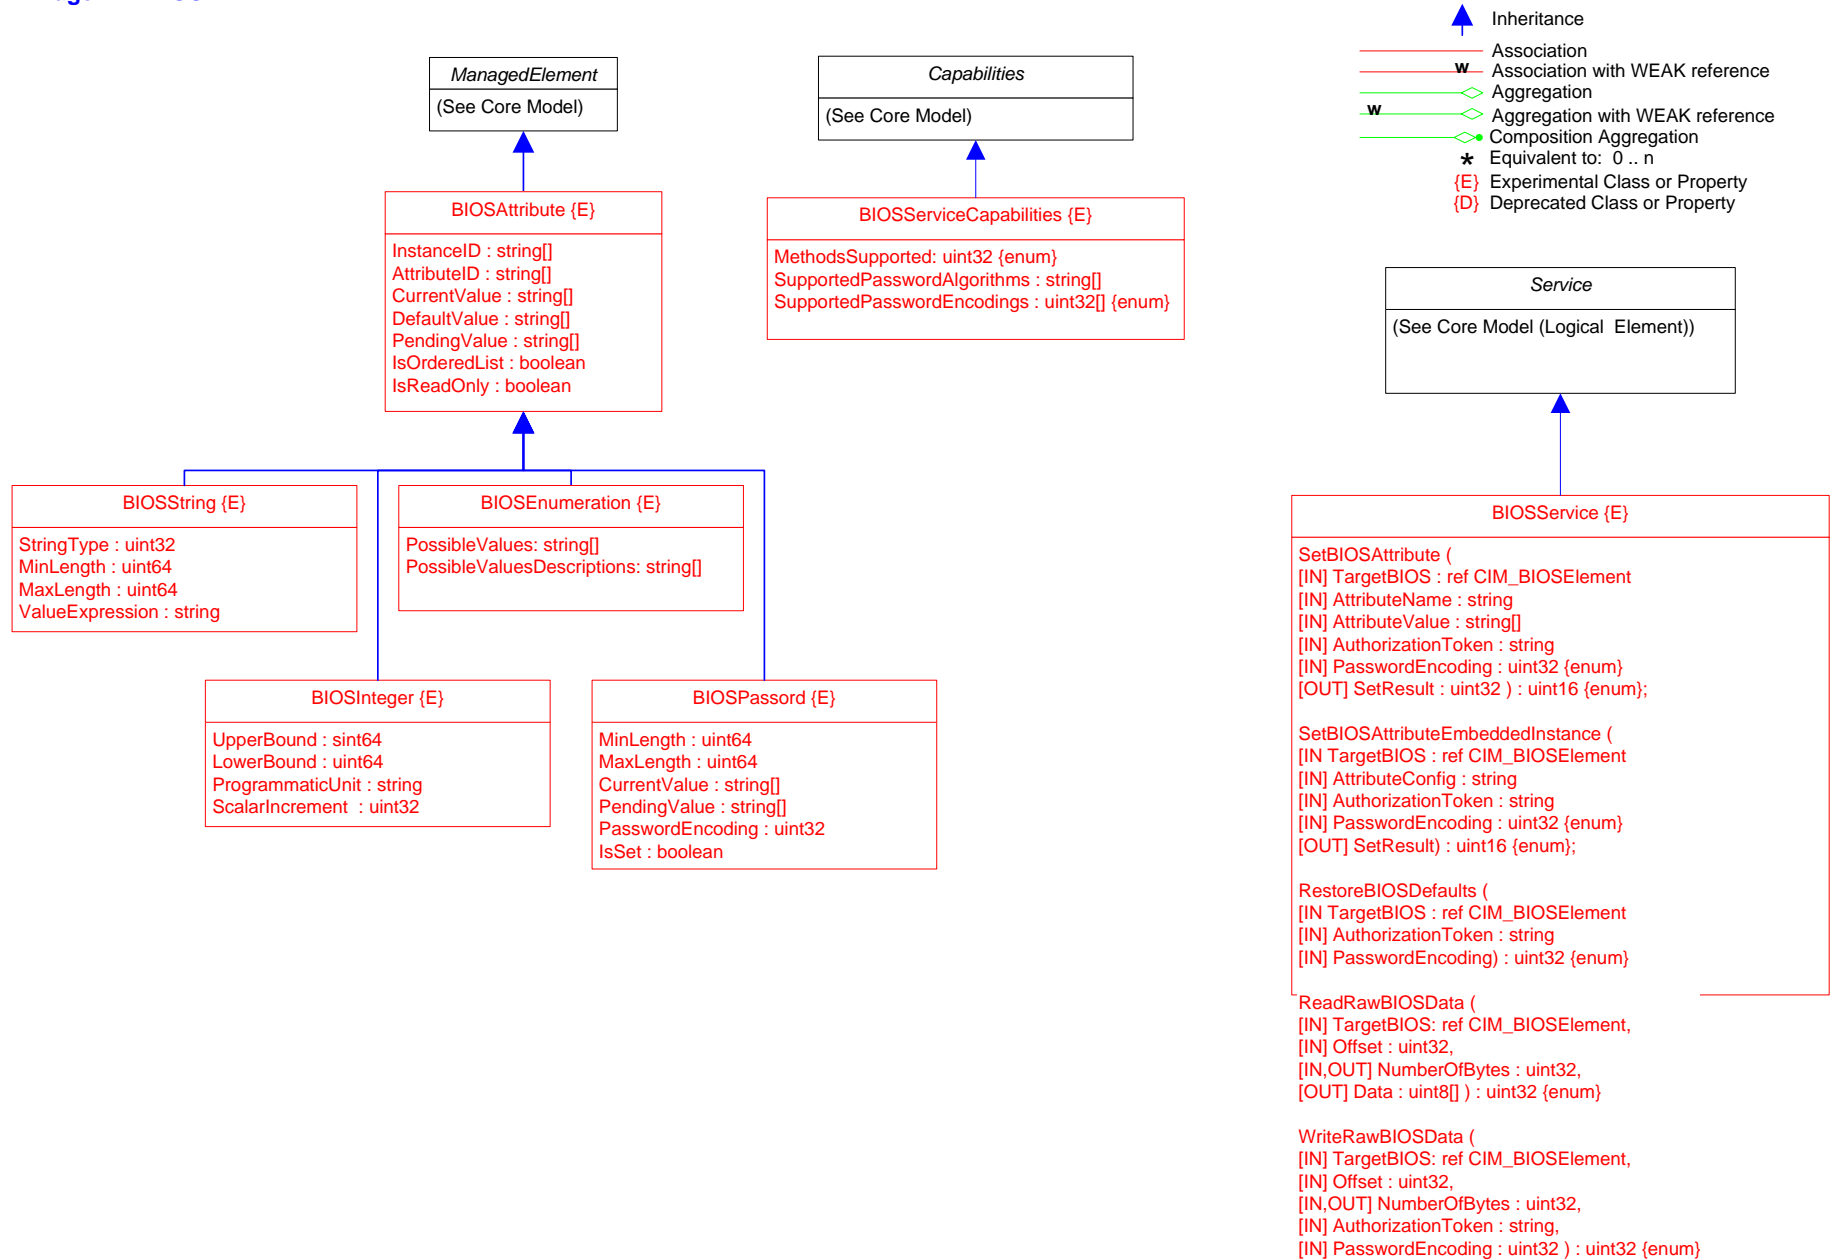 Inheritance
Association
w Association with WEAK reference
Aggregation
w Aggregation with WEAK reference
Composition Aggregation
* Equivalent to: 0 .. n
{E} Experimental Class or Property
{D} Deprecated Class or Property
ManagedElement
(See Core Model)
Capabilities
(See Core Model)
BIOSAttribute {E}
InstanceID : string[]
AttributeID : string[]
CurrentValue : string[]
DefaultValue : string[]
PendingValue : string[]
IsOrderedList : boolean
IsReadOnly : boolean
BIOSServiceCapabilities {E}
MethodsSupported: uint32 {enum}
SupportedPasswordAlgorithms : string[]
SupportedPasswordEncodings : uint32[] {enum}
Service
(See Core Model (Logical Element))
BIOSString {E}
StringType : uint32
MinLength : uint64
MaxLength : uint64
ValueExpression : string
BIOSEnumeration {E}
PossibleValues: string[]
PossibleValuesDescriptions: string[]
BIOSInteger {E}
UpperBound : sint64
LowerBound : uint64
ProgrammaticUnit : string
ScalarIncrement : uint32
BIOSPassord {E}
MinLength : uint64
MaxLength : uint64
CurrentValue : string[]
PendingValue : string[]
PasswordEncoding : uint32
IsSet : boolean
BIOSService {E}
SetBIOSAttribute (
[IN] TargetBIOS : ref CIM_BIOSElement
[IN] AttributeName : string
[IN] AttributeValue : string[]
[IN] AuthorizationToken : string
[IN] PasswordEncoding : uint32 {enum}
[OUT] SetResult : uint32 ) : uint16 {enum};
SetBIOSAttributeEmbeddedInstance (
[IN TargetBIOS : ref CIM_BIOSElement
[IN] AttributeConfig : string
[IN] AuthorizationToken : string
[IN] PasswordEncoding : uint32 {enum}
[OUT] SetResult) : uint16 {enum};
RestoreBIOSDefaults (
[IN TargetBIOS : ref CIM_BIOSElement
[IN] AuthorizationToken : string
[IN] PasswordEncoding) : uint32 {enum}
ReadRawBIOSData (
[IN] TargetBIOS: ref CIM_BIOSElement,
[IN] Offset : uint32,
[IN,OUT] NumberOfBytes : uint32,
[OUT] Data : uint8[] ) : uint32 {enum}
WriteRawBIOSData (
[IN] TargetBIOS: ref CIM_BIOSElement,
[IN] Offset : uint32,
[IN,OUT] NumberOfBytes : uint32,
[IN] AuthorizationToken : string,
[IN] PasswordEncoding : uint32 ) : uint32 {enum}